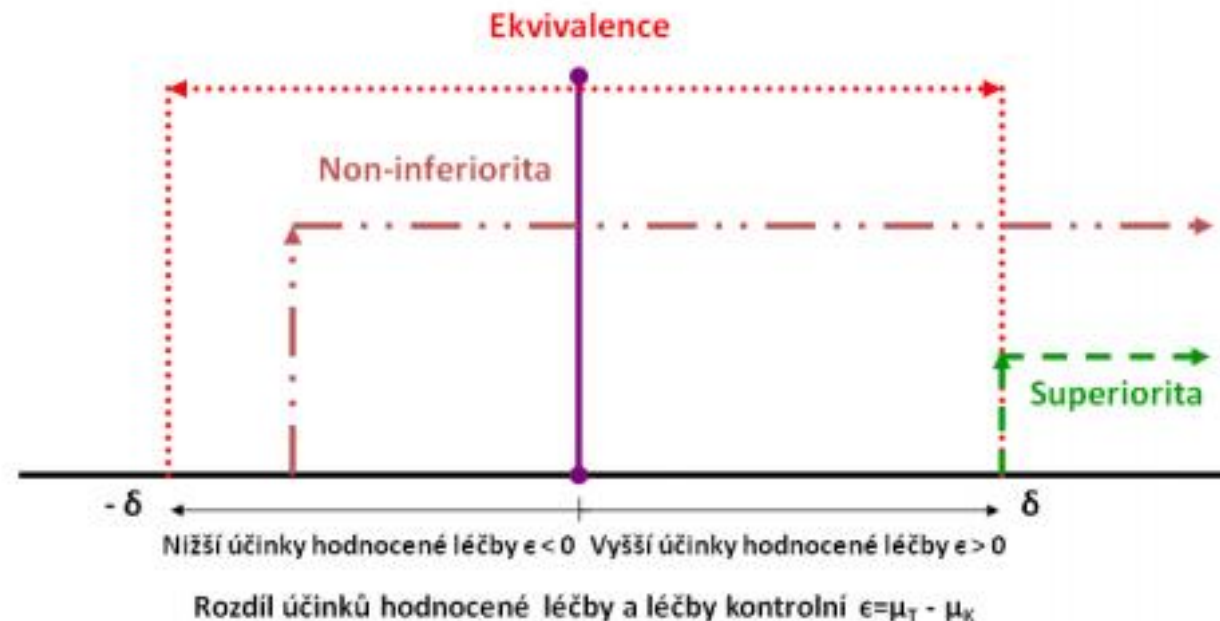 Ekvivalence
Non-inferiorita
Superiorita
- δ
δ
Nižší účinky hodnocené léčby ϵ < 0 Vyšší účinky hodnocené léčby ϵ > 0
Rozdíl účinků hodnocené léčby a léčby kontrolní ϵ=μT - μK